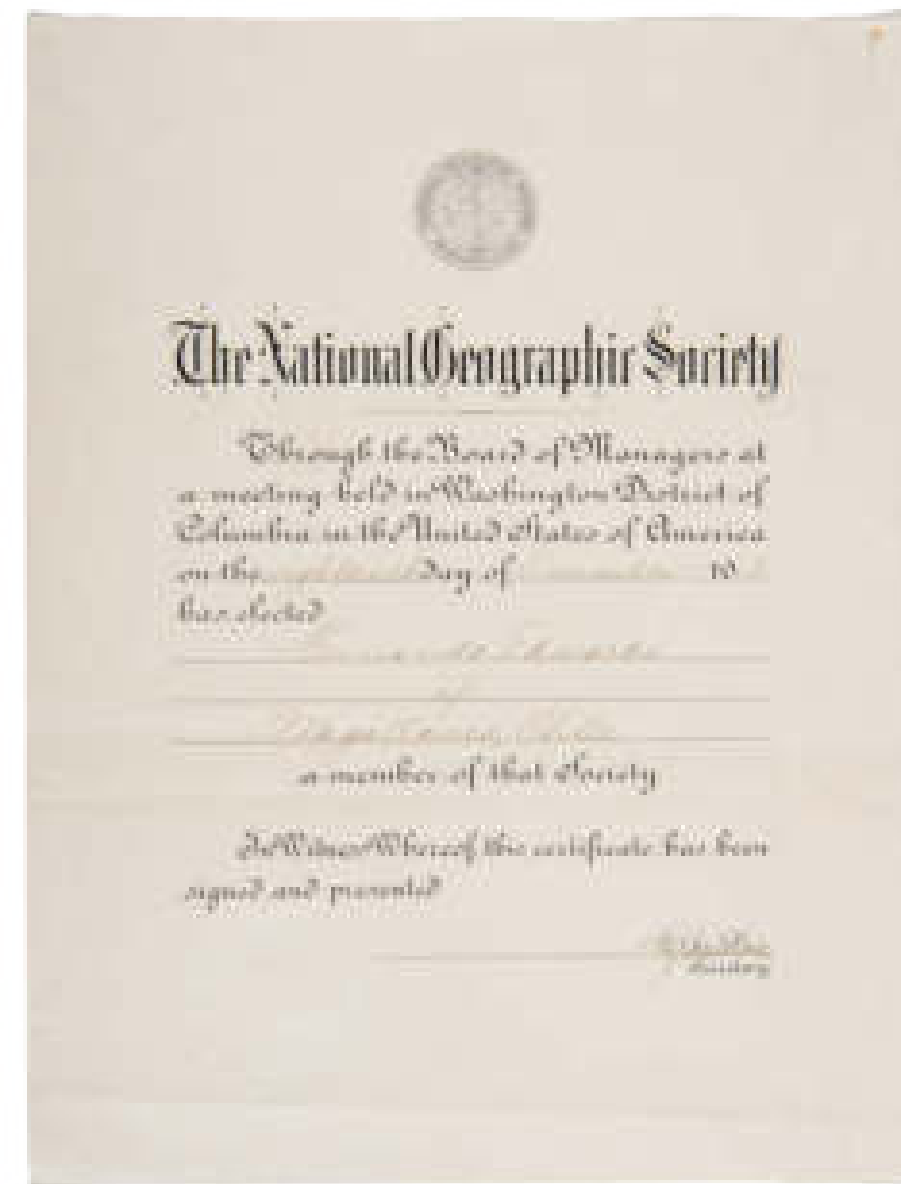 The National Geographic Society
Through the Board of Managers at
a meeting held in Washington District of
Columbia in the United States of America
on the day of 19
has elected
of
a member of that Society
In Witness Whereof this certificate has been
signed and presented
Secretary